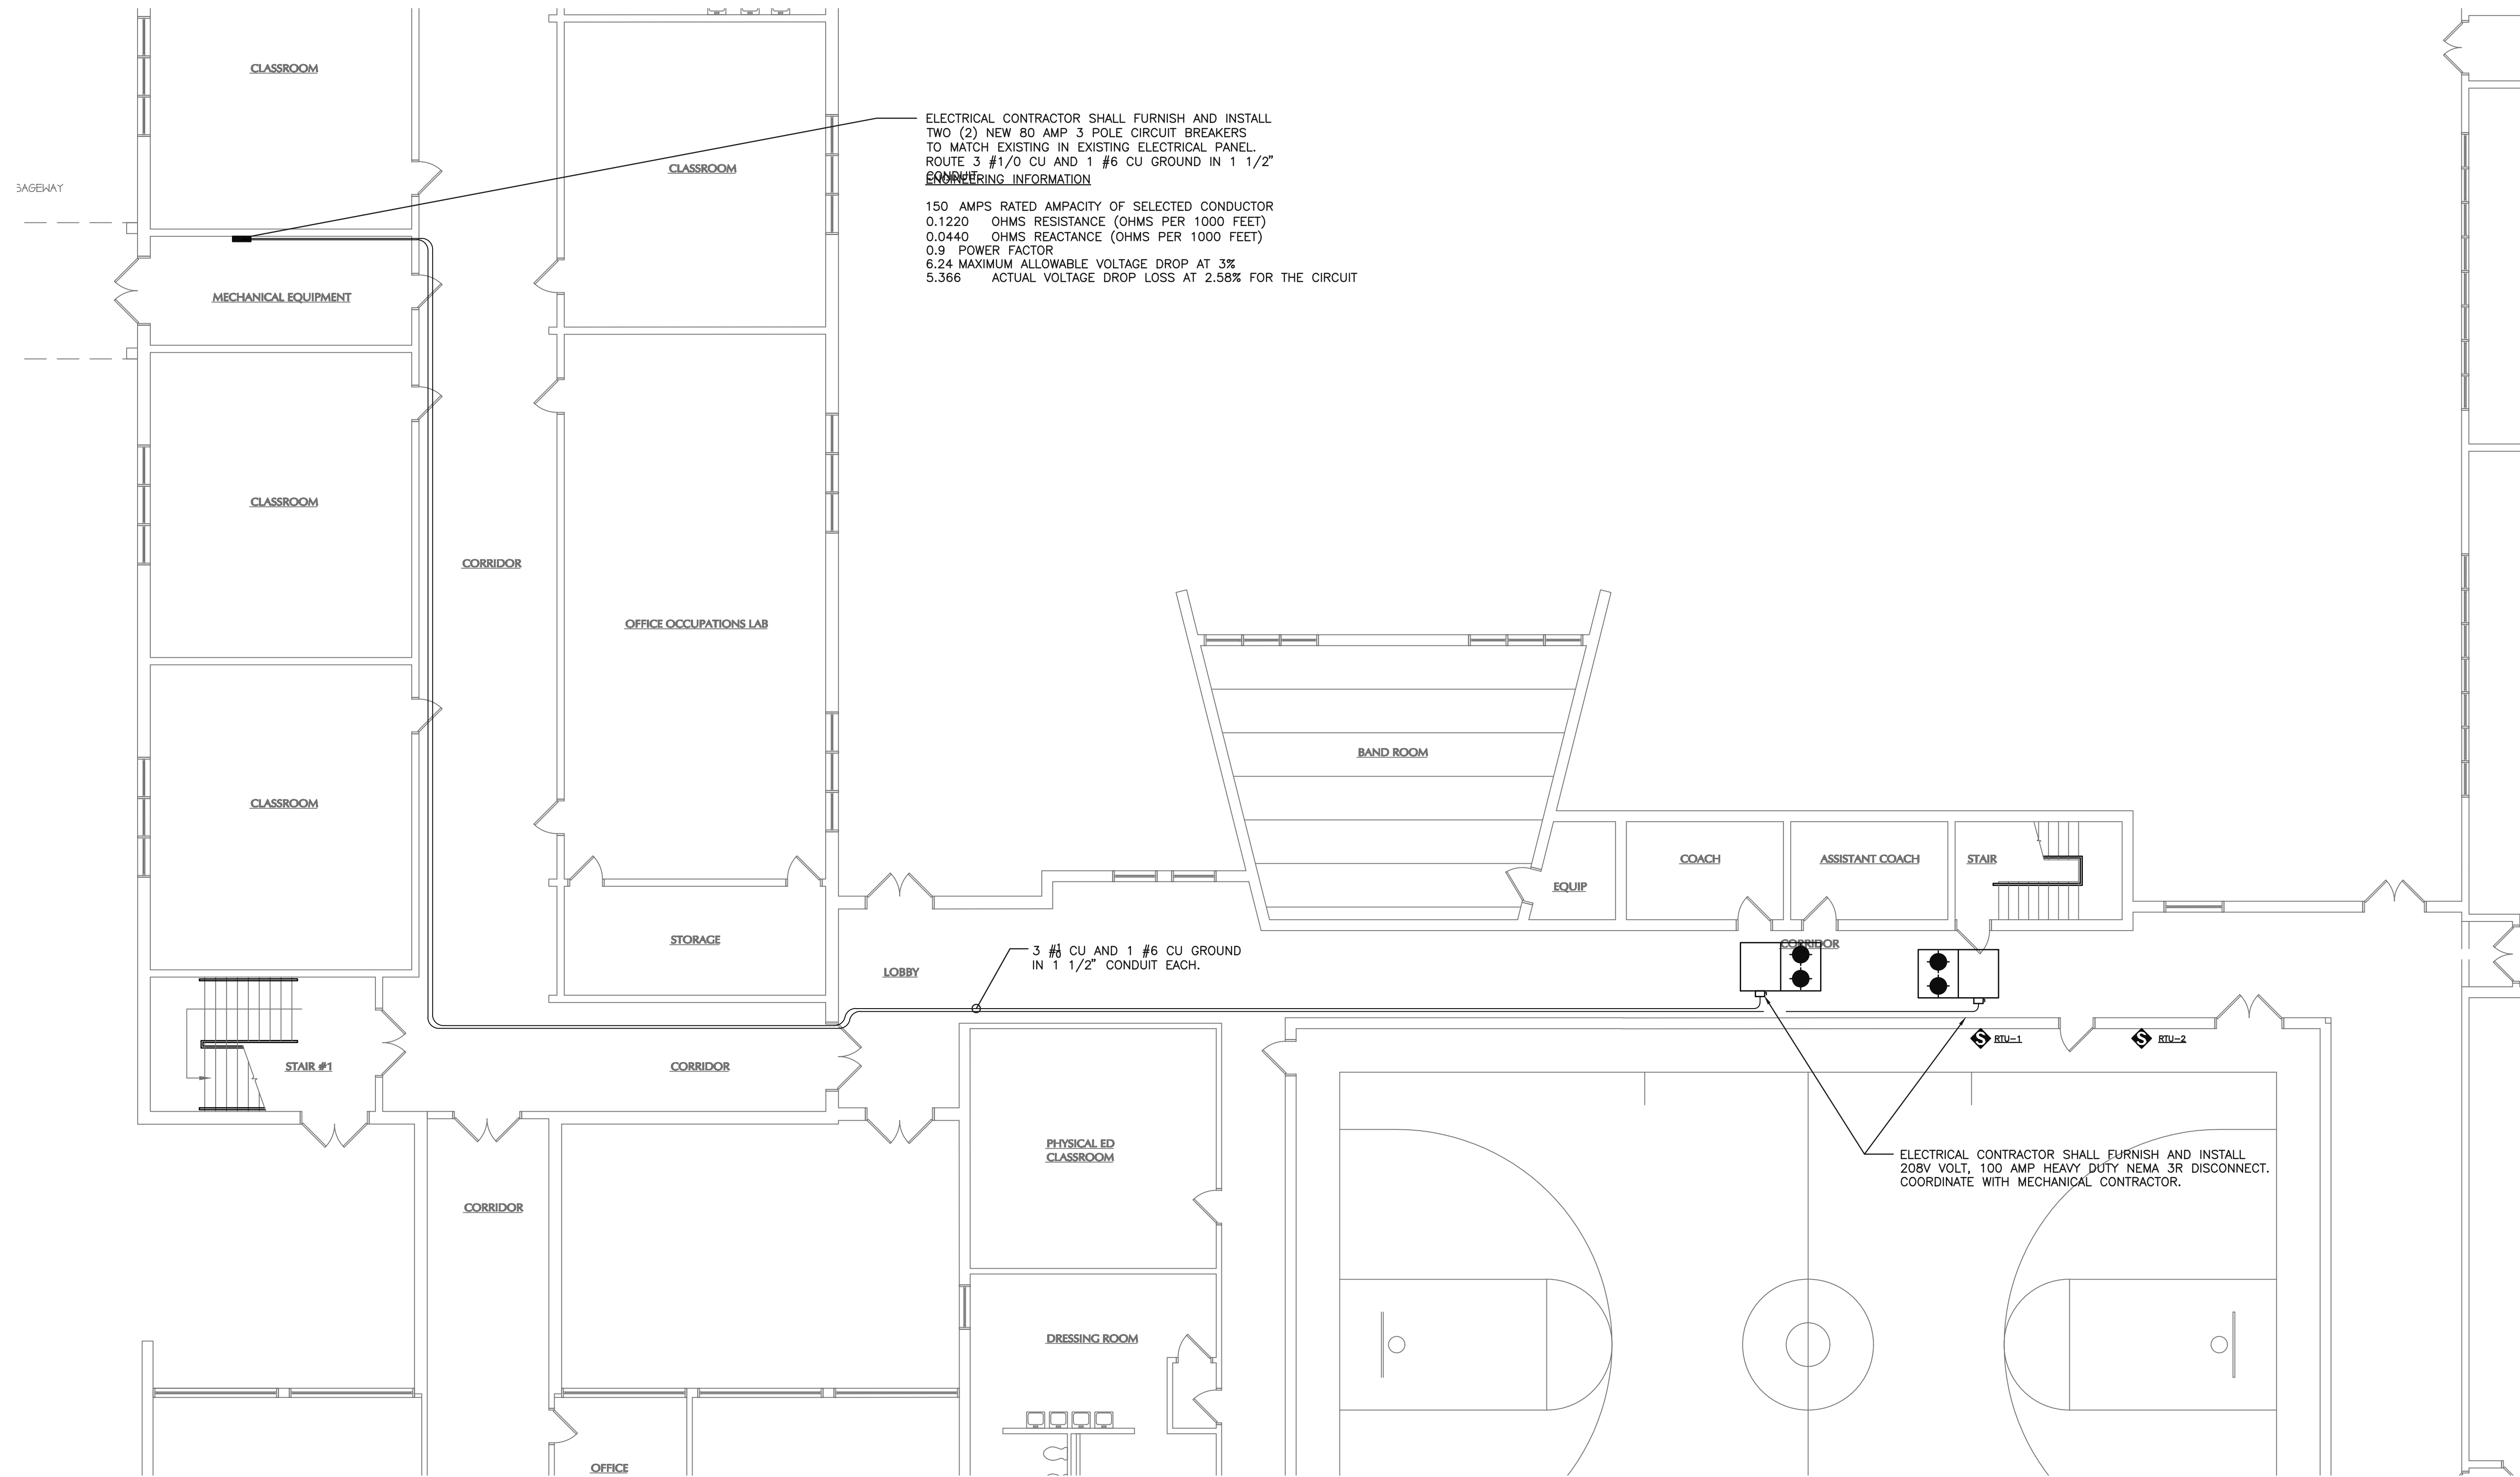 CLASSROOM
CLASSROOM
ELECTRICAL CONTRACTOR SHALL FURNISH AND INSTALL
TWO (2) NEW 80 AMP 3 POLE CIRCUIT BREAKERS
TO MATCH EXISTING IN EXISTING ELECTRICAL PANEL.
ROUTE 3 #1/0 CU AND 1 #6 CU GROUND IN 1 1/2"
CONDUIT.
ENGINEERING INFORMATION
150 AMPS RATED AMPACITY OF SELECTED CONDUCTOR
0.1220 OHMS RESISTANCE (OHMS PER 1000 FEET)
0.0440 OHMS REACTANCE (OHMS PER 1000 FEET)
0.9 POWER FACTOR
6.24 MAXIMUM ALLOWABLE VOLTAGE DROP AT 3%
5.366 ACTUAL VOLTAGE DROP LOSS AT 2.58% FOR THE CIRCUIT
MECHANICAL EQUIPMENT
CLASSROOM
CORRIDOR
OFFICE OCCUPATIONS LAB
BAND ROOM
CLASSROOM
COACH
ASSISTANT COACH
STAIR
EQUIP
STORAGE
CORRIDOR
3 #1/0 CU AND 1 #6 CU GROUND
IN 1 1/2" CONDUIT EACH.
LOBBY
STAIR #1
CORRIDOR
S RTU-1
S RTU-2
PHYSICAL ED
CLASSROOM
ELECTRICAL CONTRACTOR SHALL FURNISH AND INSTALL
208V VOLT, 100 AMP HEAVY DUTY NEMA 3R DISCONNECT.
COORDINATE WITH MECHANICAL CONTRACTOR.
CORRIDOR
DRESSING ROOM
OFFICE